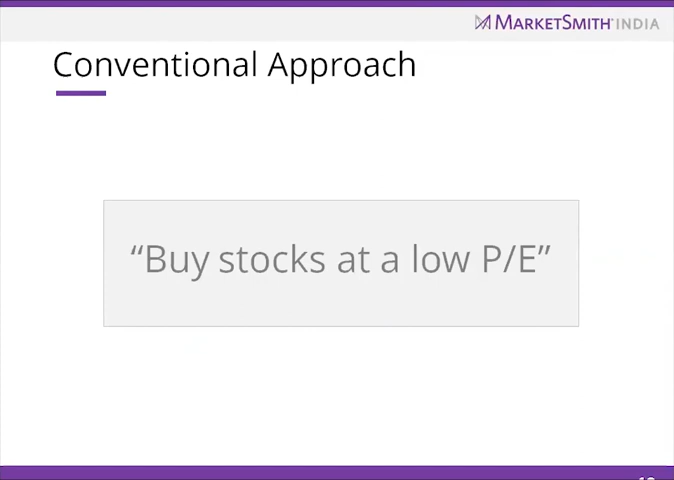 MARKETSMITH INDIA
Conventional Approach
“Buy stocks at a low P/E”